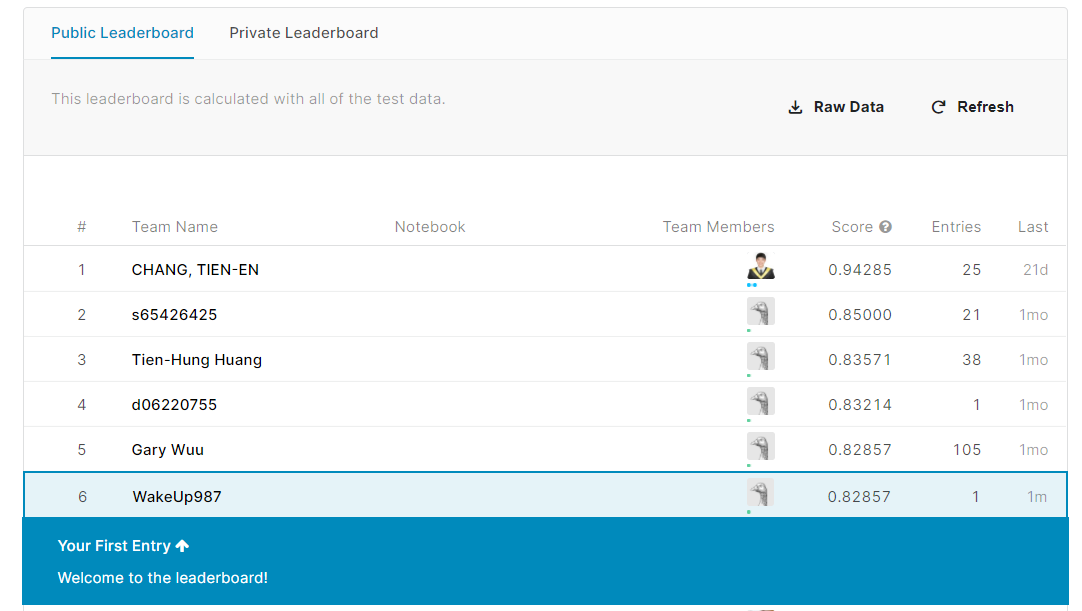 Public Leaderboard Private Leaderboard
This leaderboard is calculated with all of the test data.
Raw Data Refresh
# Team Name Notebook Team Members Score Entries Last
1 CHANG, TIEN-EN 0.94285 25 21d
2 s65426425 0.85000 21 1mo
3 Tien-Hung Huang 0.83571 38 1mo
4 d06220755 0.83214 1 1mo
5 Gary Wuu 0.82857 105 1mo
6 WakeUp987 0.82857 1 1m
Your First Entry
Welcome to the leaderboard!